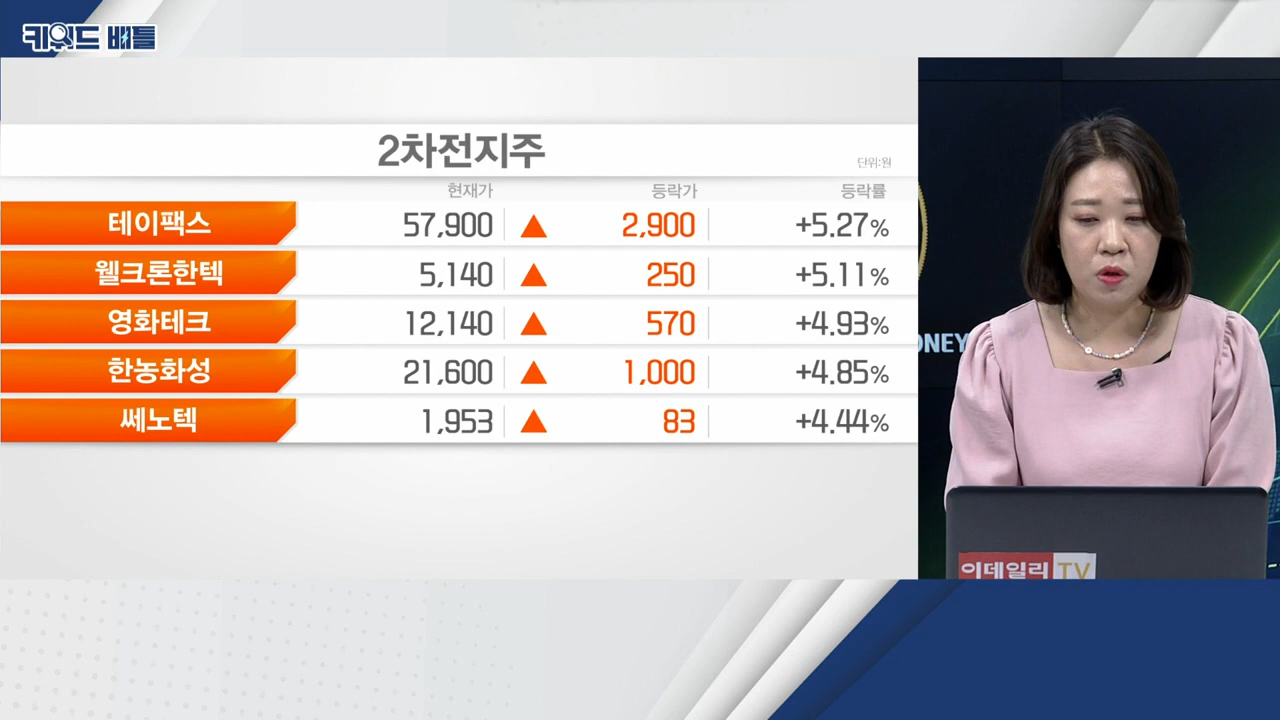 키워드 배틀
2차전지주
단위:원
현재가 등락가 등락률
테이팩스 57,900 ▲ 2,900 +5.27%
웰크론한텍 5,140 ▲ 250 +5.11%
영화테크 12,140 ▲ 570 +4.93%
한농화성 21,600 ▲ 1,000 +4.85%
쎄노텍 1,953 ▲ 83 +4.44%
ONEY
이데일리 TV